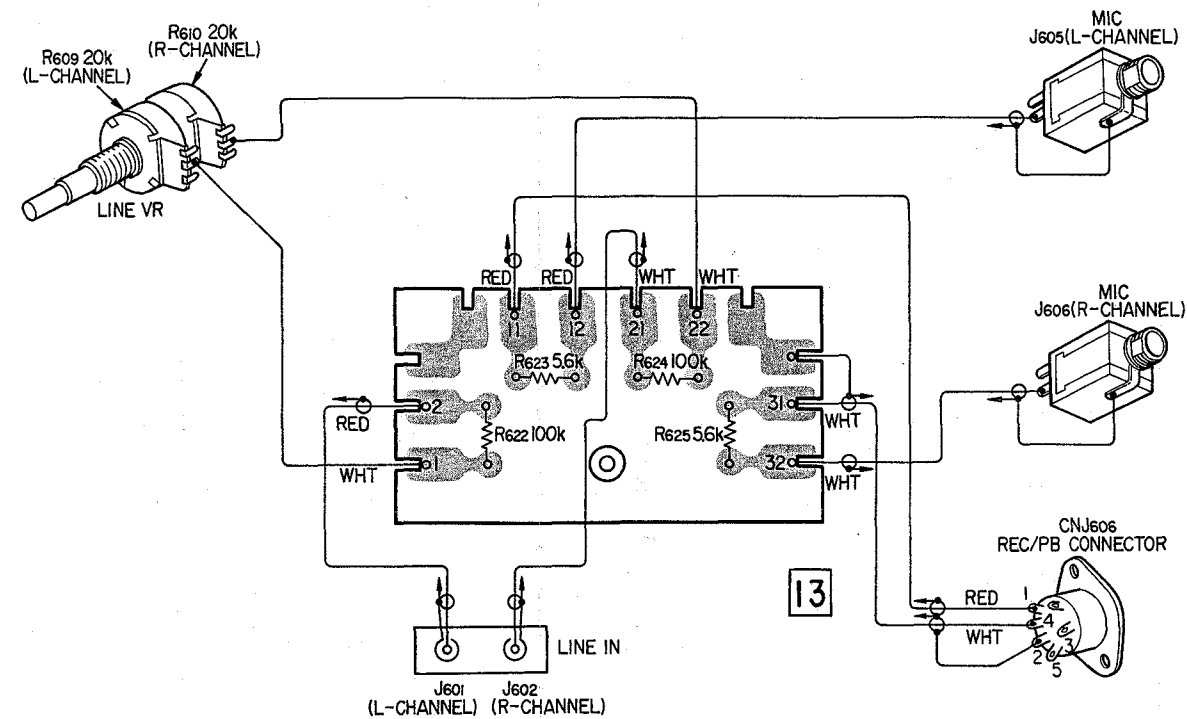 R610 20k
(R-CHANNEL)
R609 20k
(L-CHANNEL)
LINE VR
MIC
J605(L-CHANNEL)
RED
RED
WHT
WHT
11
12
21
22
R623 5.6k
R624 100k
MIC
J606(R-CHANNEL)
2
RED
R622 100k
1
WHT
31
WHT
R625 5.6k
32
WHT
CNJ606
REC/PB CONNECTOR
13
1
RED
4
WHT
3
2
5
LINE IN
J601
(L-CHANNEL)
J602
(R-CHANNEL)